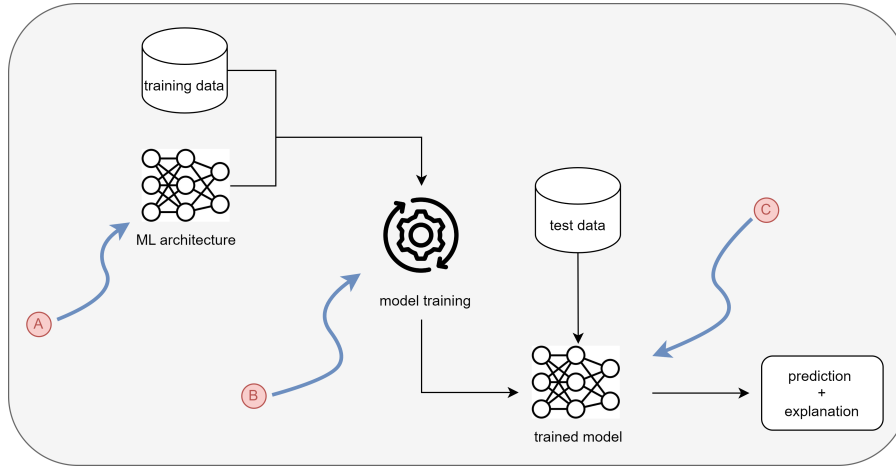 training data
ML architecture
A
model training
B
test data
C
trained model
prediction
+
explanation